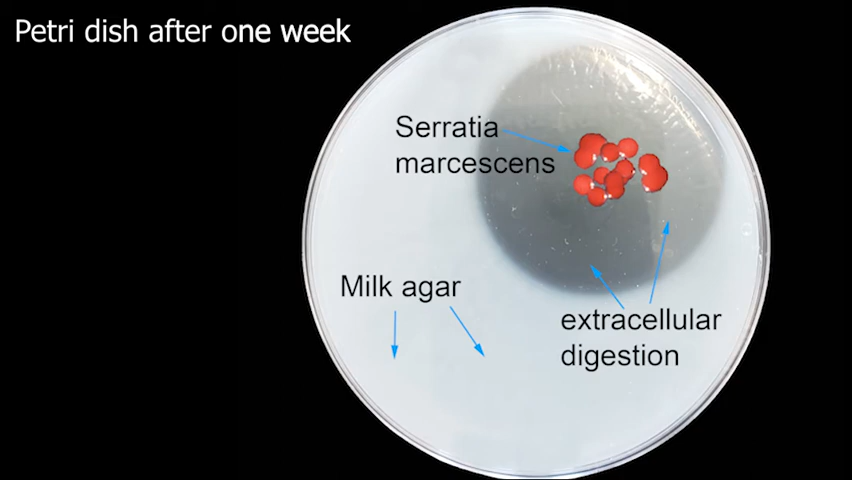 Petri dish after one week
Serratia
marcescens
Milk agar
extracellular
digestion